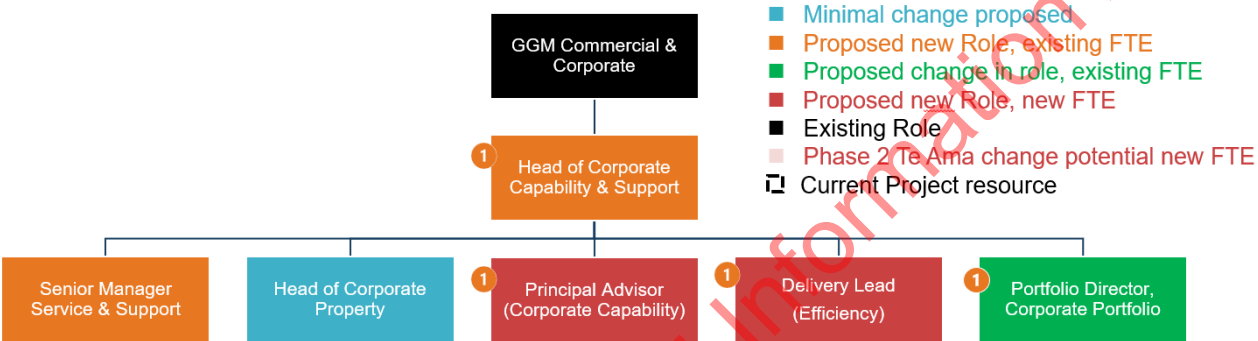 Minimal change proposed
Proposed new Role, existing FTE
Proposed change in role, existing FTE
Proposed new Role, new FTE
Existing Role
Phase 2 Te Ama change potential new FTE
Current Project resource
GGM Commercial &
Corporate
1
Head of Corporate
Capability & Support
Senior Manager
Service & Support
Head of Corporate
Property
1
Principal Advisor
(Corporate Capability)
1
Delivery Lead
(Efficiency)
1
Portfolio Director,
Corporate Portfolio
Information